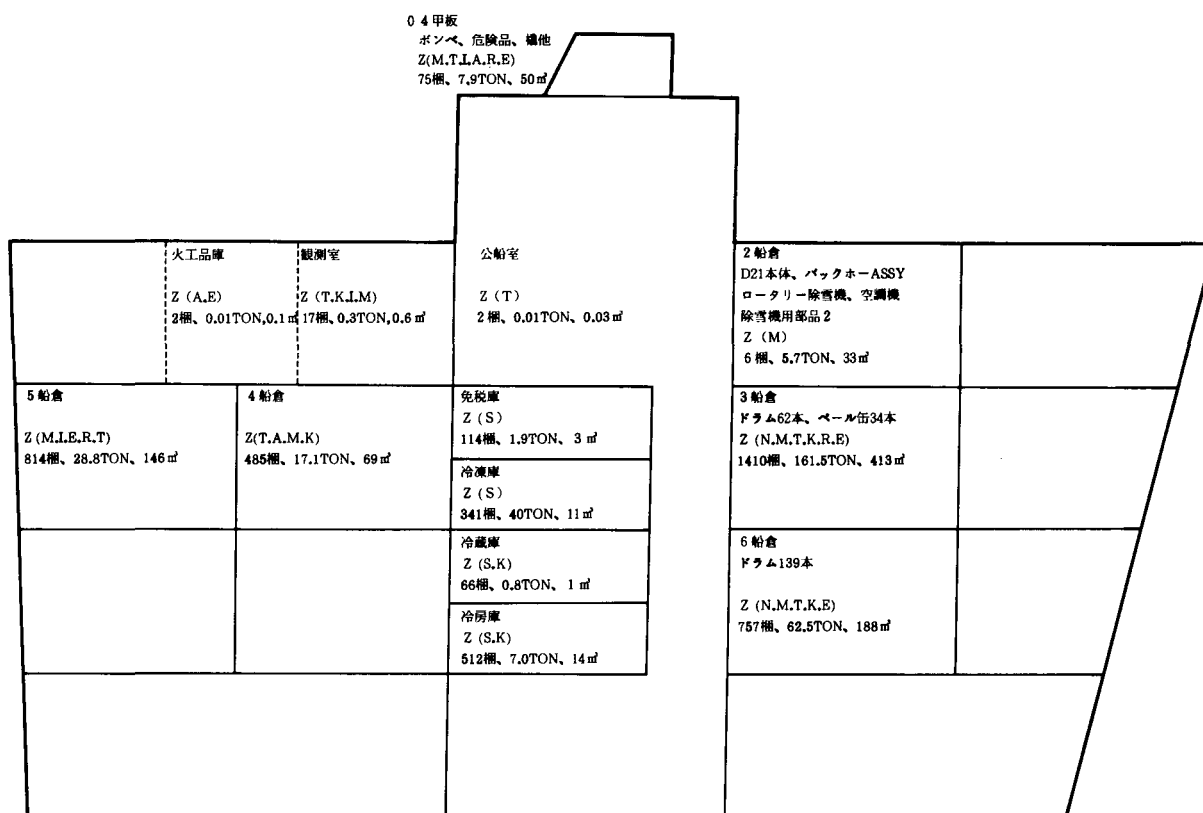 04甲板
ボンベ、危険品、橇他
Z(M.T.I.A.R.E)
75梱、7.9TON、50㎥
火工品庫
Z(A.E)
2梱、0.01TON,0.1㎥
観測室
Z(T.K.I.M)
17梱、0.3TON,0.6㎥
公船室
Z(T)
2梱、0.01TON、0.03㎥
2船倉
D21本体、バックホーASSY
ロータリー除雪機、空調機
除雪機用部品2
Z(M)
6梱、5.7TON、33㎥
5船倉
Z(M.I.E.R.T)
814梱、28.8TON、146㎥
4船倉
Z(T.A.M.K)
485梱、17.1TON、69㎥
免税庫
Z(S)
114梱、1.9TON、3㎥
冷凍庫
Z(S)
341梱、40TON、11㎥
冷蔵庫
Z(S.K)
66梱、0.8TON、1㎥
冷房庫
Z(S.K)
512梱、7.0TON、14㎥
3船倉
ドラム62本、ペール缶34本
Z(N.M.T.K.R.E)
1410梱、161.5TON、413㎥
6船倉
ドラム139本
Z(N.M.T.K.E)
757梱、62.5TON、188㎥